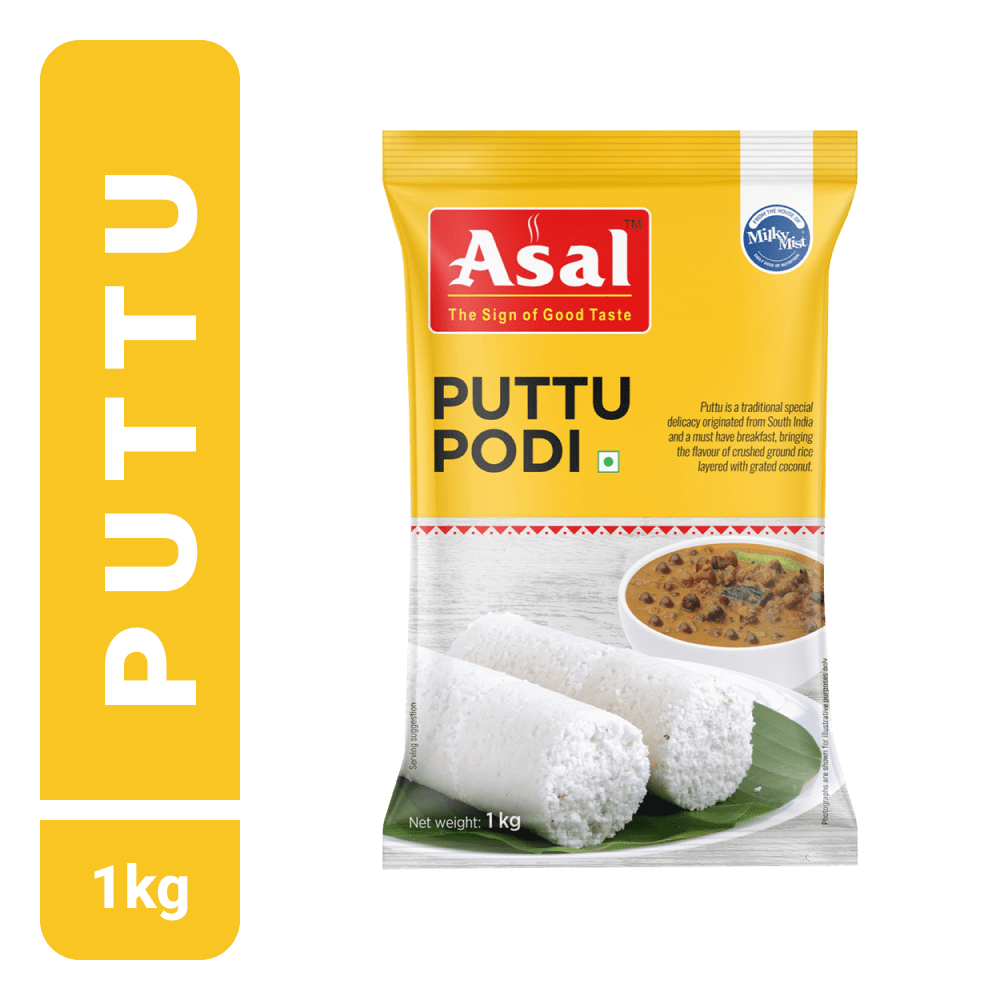 PUTTU
1kg
Asal
TM
The Sign of Good Taste
FROM THE HOUSE OF
Milky Mist
PUTTU
PODI
Puttu is a traditional special
delicacy originated from South India
and a must have breakfast, bringing
the flavour of crushed ground rice
layered with grated coconut.
Serving suggestion
Net weight: 1 kg
Photographs are shown for illustrative purposes only